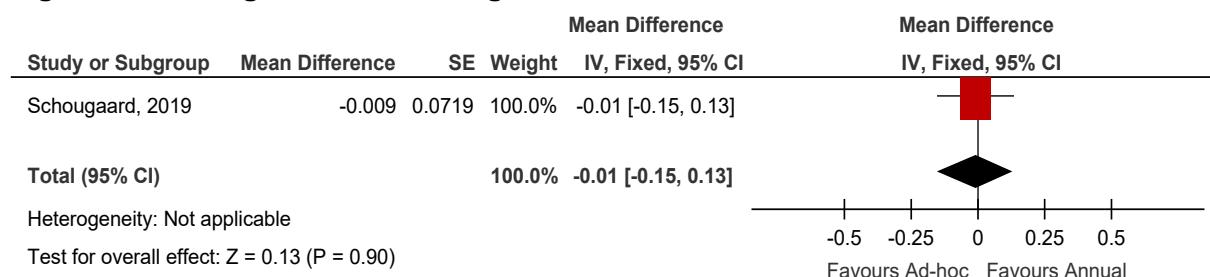 Mean Difference Mean Difference
Study or Subgroup Mean Difference SE Weight IV, Fixed, 95% CI IV, Fixed, 95% CI
Schougaard, 2019 -0.009 0.0719 100.0% -0.01 [-0.15, 0.13]
Total (95% CI) 100.0% -0.01 [-0.15, 0.13]
Heterogeneity: Not applicable
Test for overall effect: Z = 0.13 (P = 0.90)
-0.5 -0.25 0 0.25 0.5
Favours Ad-hoc Favours Annual